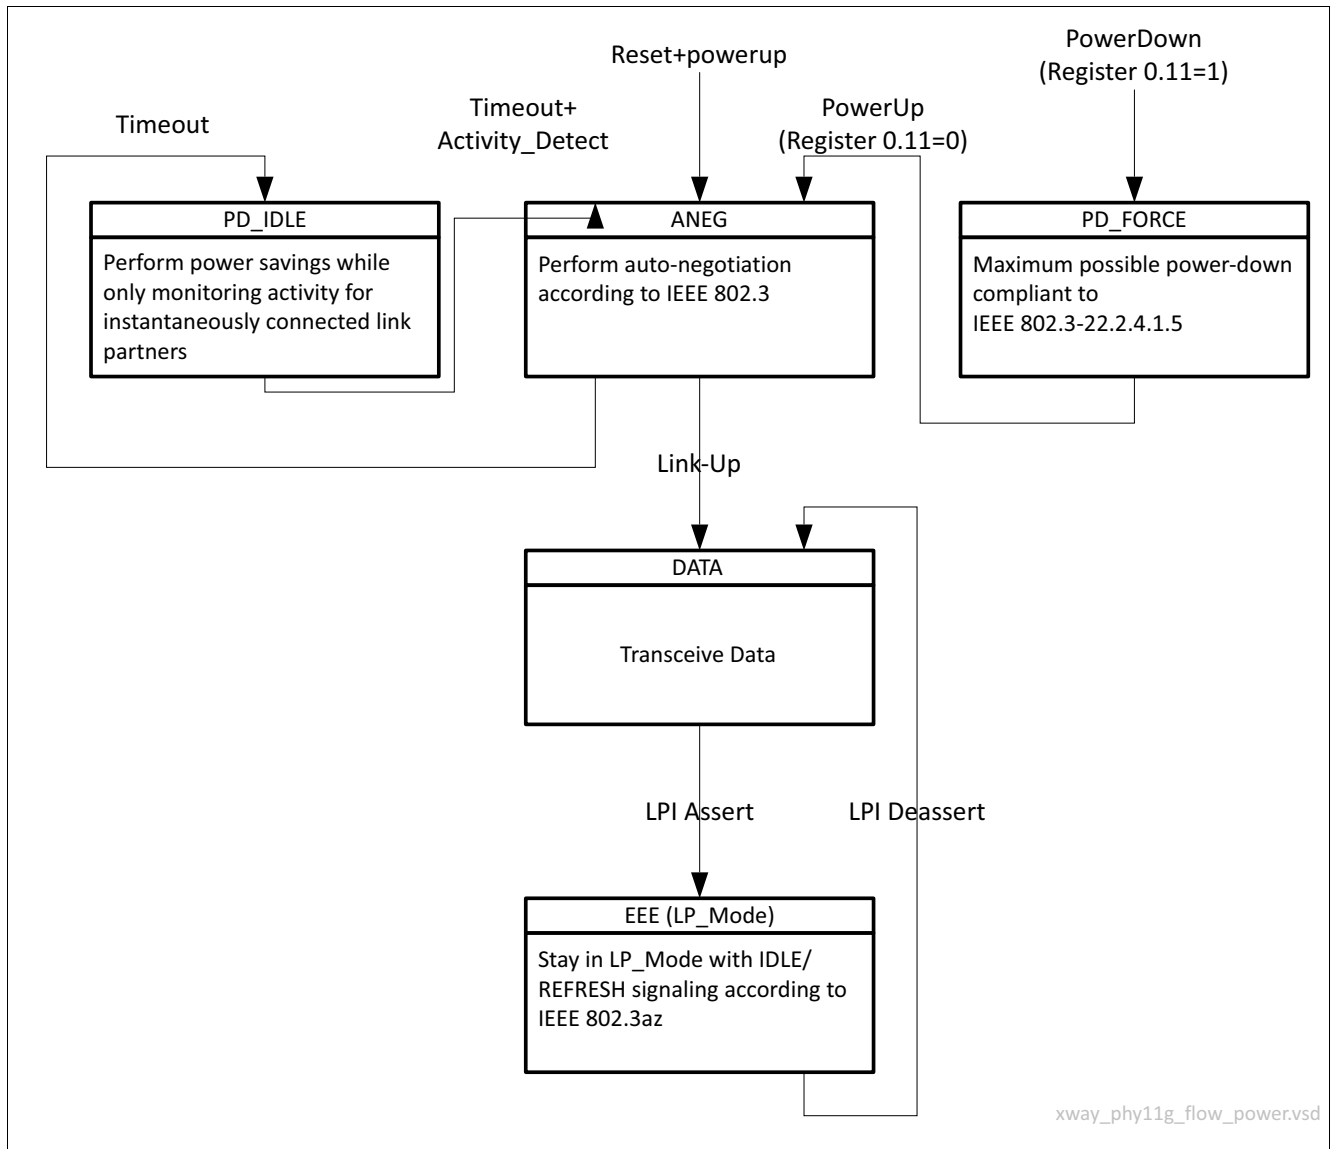 Reset+powerup
PowerDown
(Register 0.11=1)
Timeout
Timeout+
Activity_Detect
PowerUp
(Register 0.11=0)
PD_IDLE
Perform power savings while
only monitoring activity for
instantaneously connected link
partners
ANEG
Perform auto-negotiation
according to IEEE 802.3
PD_FORCE
Maximum possible power-down
compliant to
IEEE 802.3-22.2.4.1.5
Link-Up
DATA
Transceive Data
LPI Assert
LPI Deassert
EEE (LP_Mode)
Stay in LP_Mode with IDLE/
REFRESH signaling according to
IEEE 802.3az
xway_phy11g_flow_power.vsd